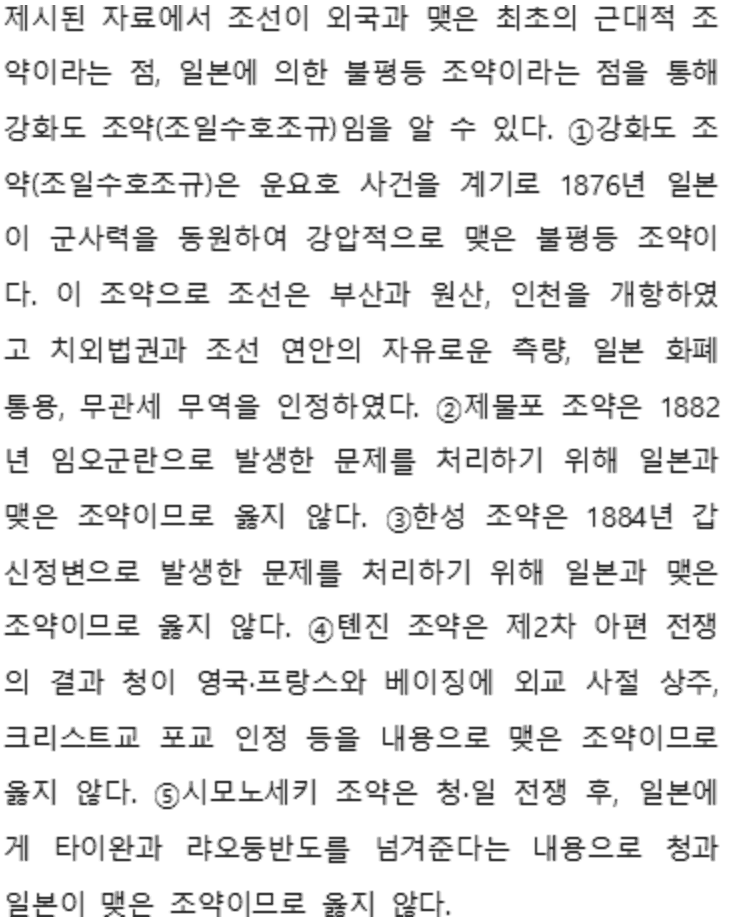 제시된 자료에서 조선이 외국과 맺은 최초의 근대적 조
약이라는 점, 일본에 의한 불평등 조약이라는 점을 통해
강화도 조약(조일수호조규)임을 알 수 있다. ①강화도 조
약(조일수호조규)은 운요호 사건을 계기로 1876년 일본
이 군사력을 동원하여 강압적으로 맺은 불평등 조약이
다. 이 조약으로 조선은 부산과 원산, 인천을 개항하였
고 치외법권과 조선 연안의 자유로운 측량, 일본 화폐
통용, 무관세 무역을 인정하였다. ②제물포 조약은 1882
년 임오군란으로 발생한 문제를 처리하기 위해 일본과
맺은 조약이므로 옳지 않다. ③한성 조약은 1884년 갑
신정변으로 발생한 문제를 처리하기 위해 일본과 맺은
조약이므로 옳지 않다. ④톈진 조약은 제2차 아편 전쟁
의 결과 청이 영국·프랑스와 베이징에 외교 사절 상주,
크리스트교 포교 인정 등을 내용으로 맺은 조약이므로
옳지 않다. ⑤시모노세키 조약은 청·일 전쟁 후, 일본에
게 타이완과 랴오둥반도를 넘겨준다는 내용으로 청과
일본이 맺은 조약이므로 옳지 않다.